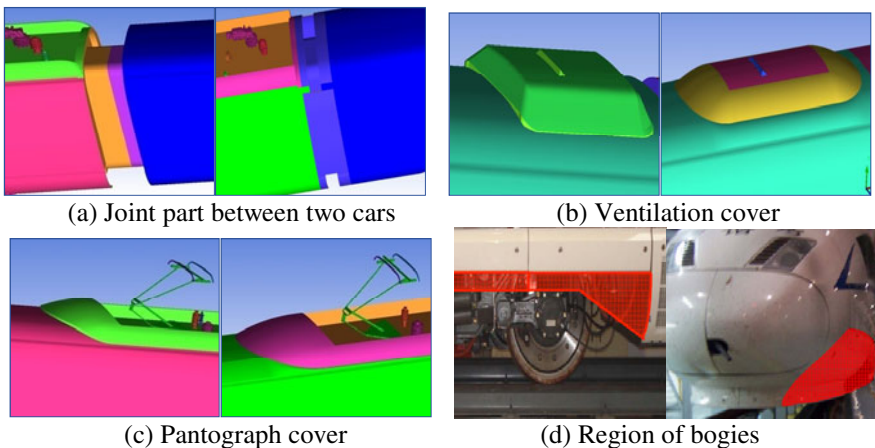 (a) Joint part between two cars
(b) Ventilation cover
(c) Pantograph cover
(d) Region of bogies